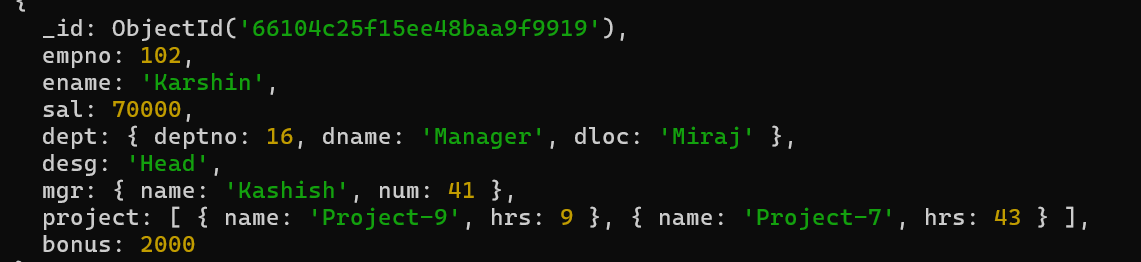 {
_id: ObjectId('66104c25f15ee48baa9f9919'),
empno: 102,
ename: 'Karshin',
sal: 70000,
dept: { deptno: 16, dname: 'Manager', dloc: 'Miraj' },
desg: 'Head',
mgr: { name: 'Kashish', num: 41 },
project: [ { name: 'Project-9', hrs: 9 }, { name: 'Project-7', hrs: 43 } ],
bonus: 2000
}